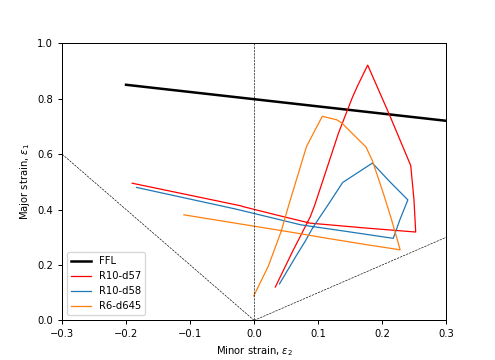 1.0
0.8
0.6
0.4
0.2
0.0
−0.3
−0.2
−0.1
0.0
0.1
0.2
0.3
Major strain, ε₁
Minor strain, ε₂
FFL
R10-d57
R10-d58
R6-d645